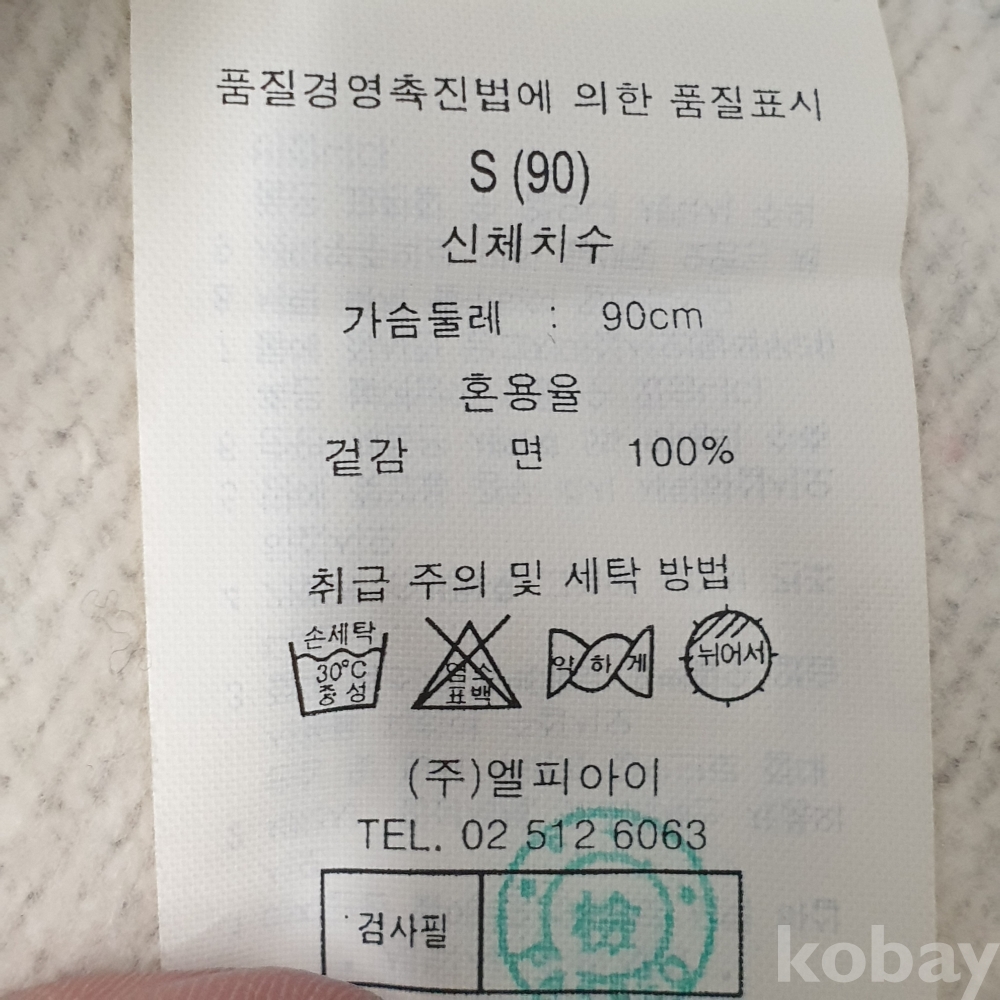 품질경영촉진법에 의한 품질표시
S (90)
신체치수
가슴둘레 : 90cm
혼용율
겉감 면 100%
취급 주의 및 세탁 방법
손세탁
30°C
중성
염소
표백
약하게
뉘어서
(주)엘피아이
TEL. 02 512 6063
검사필
檢
kobay